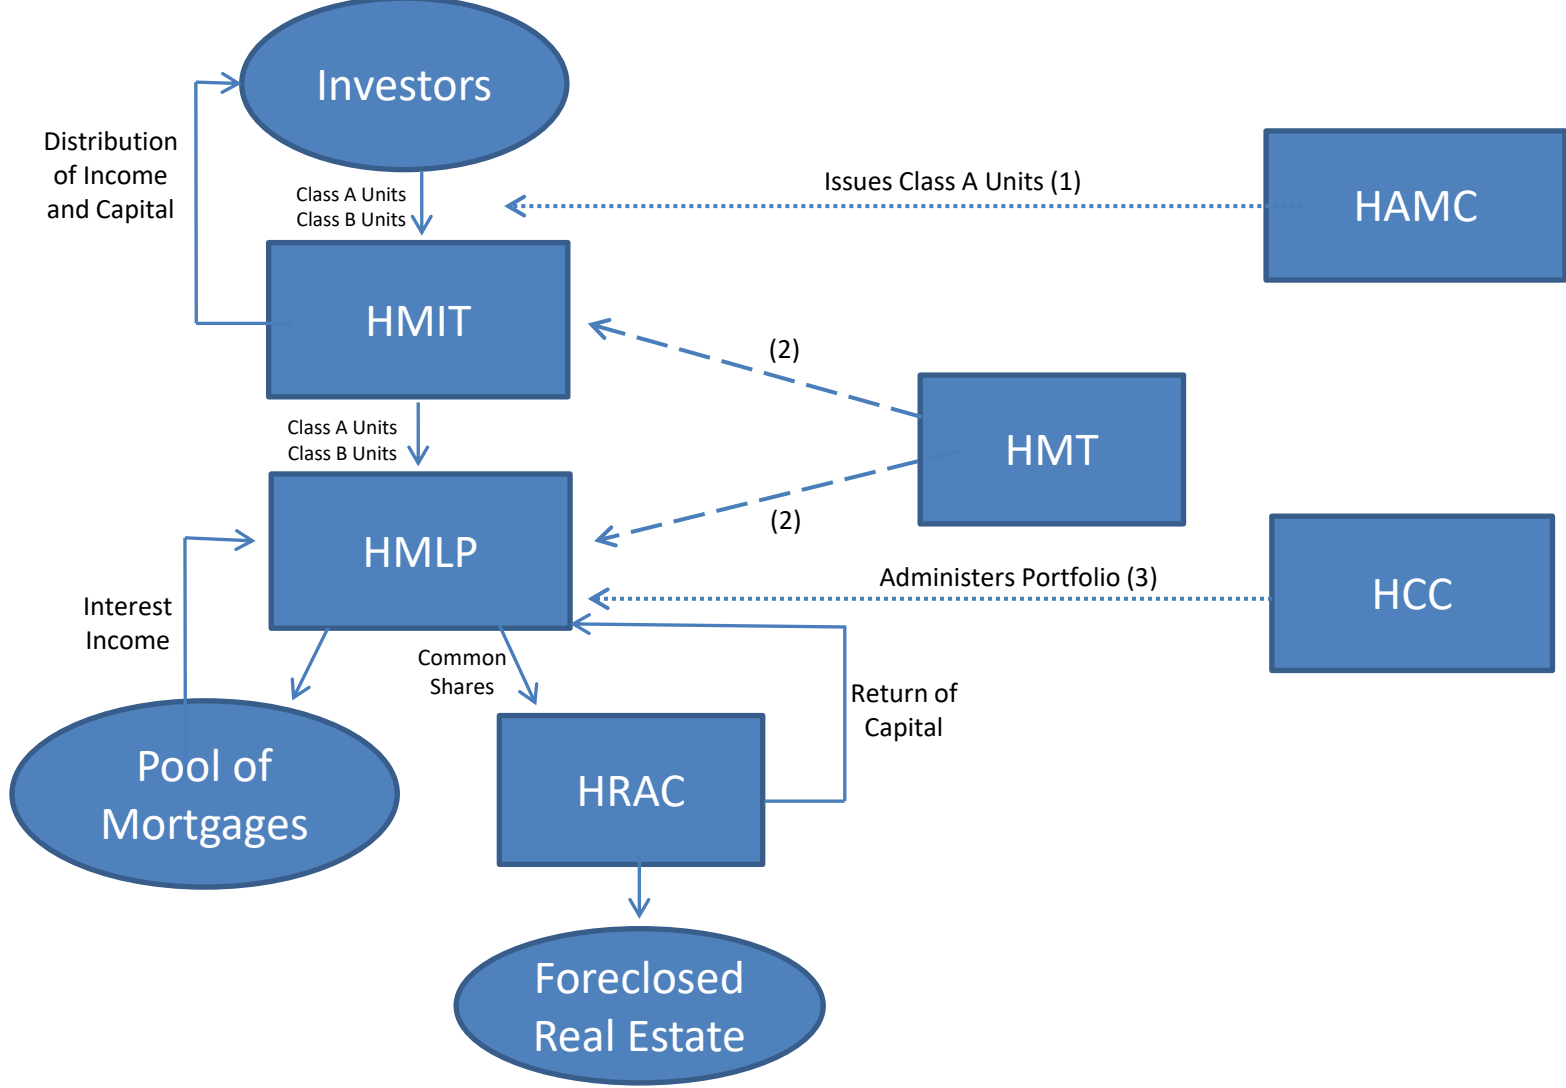 Investors
Distribution
of Income
and Capital
Class A Units
Class B Units
Issues Class A Units (1)
HAMC
HMIT
(2)
Class A Units
Class B Units
HMT
HMLP
(2)
Administers Portfolio (3)
HCC
Interest
Income
Common
Shares
Return of
Capital
Pool of
Mortgages
HRAC
Foreclosed
Real Estate